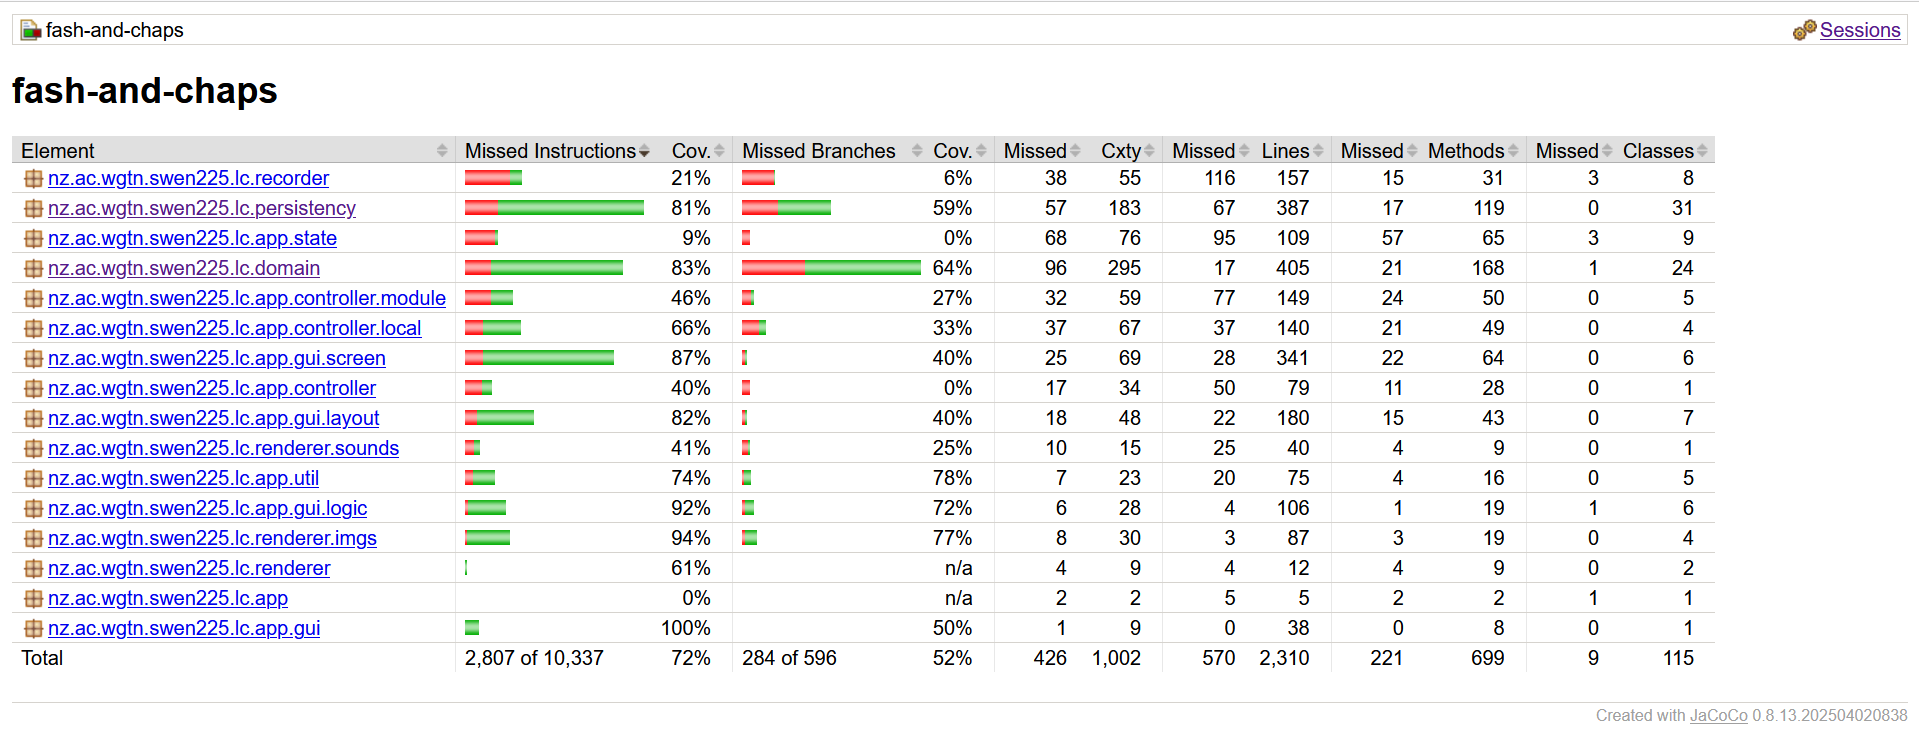 fash-and-chaps Sessions
fash-and-chaps
Element Missed Instructions Cov. Missed Branches Cov. Missed Cxty Missed Lines Missed Methods Missed Classes
nz.ac.wgtn.swen225.lc.recorder 21% 6% 38 55 116 157 15 31 3 8
nz.ac.wgtn.swen225.lc.persistency 81% 59% 57 183 67 387 17 119 0 31
nz.ac.wgtn.swen225.lc.app.state 9% 0% 68 76 95 109 57 65 3 9
nz.ac.wgtn.swen225.lc.domain 83% 64% 96 295 17 405 21 168 1 24
nz.ac.wgtn.swen225.lc.app.controller.module 46% 27% 32 59 77 149 24 50 0 5
nz.ac.wgtn.swen225.lc.app.controller.local 66% 33% 37 67 37 140 21 49 0 4
nz.ac.wgtn.swen225.lc.app.gui.screen 87% 40% 25 69 28 341 22 64 0 6
nz.ac.wgtn.swen225.lc.app.controller 40% 0% 17 34 50 79 11 28 0 1
nz.ac.wgtn.swen225.lc.app.gui.layout 82% 40% 18 48 22 180 15 43 0 7
nz.ac.wgtn.swen225.lc.renderer.sounds 41% 25% 10 15 25 40 4 9 0 1
nz.ac.wgtn.swen225.lc.app.util 74% 78% 7 23 20 75 4 16 0 5
nz.ac.wgtn.swen225.lc.app.gui.logic 92% 72% 6 28 4 106 1 19 1 6
nz.ac.wgtn.swen225.lc.renderer.imgs 94% 77% 8 30 3 87 3 19 0 4
nz.ac.wgtn.swen225.lc.renderer 61% n/a 4 9 4 12 4 9 0 2
nz.ac.wgtn.swen225.lc.app 0% n/a 2 2 5 5 2 2 1 1
nz.ac.wgtn.swen225.lc.app.gui 100% 50% 1 9 0 38 0 8 0 1
Total 2,807 of 10,337 72% 284 of 596 52% 426 1,002 570 2,310 221 699 9 115
Created with JaCoCo 0.8.13.202504020838